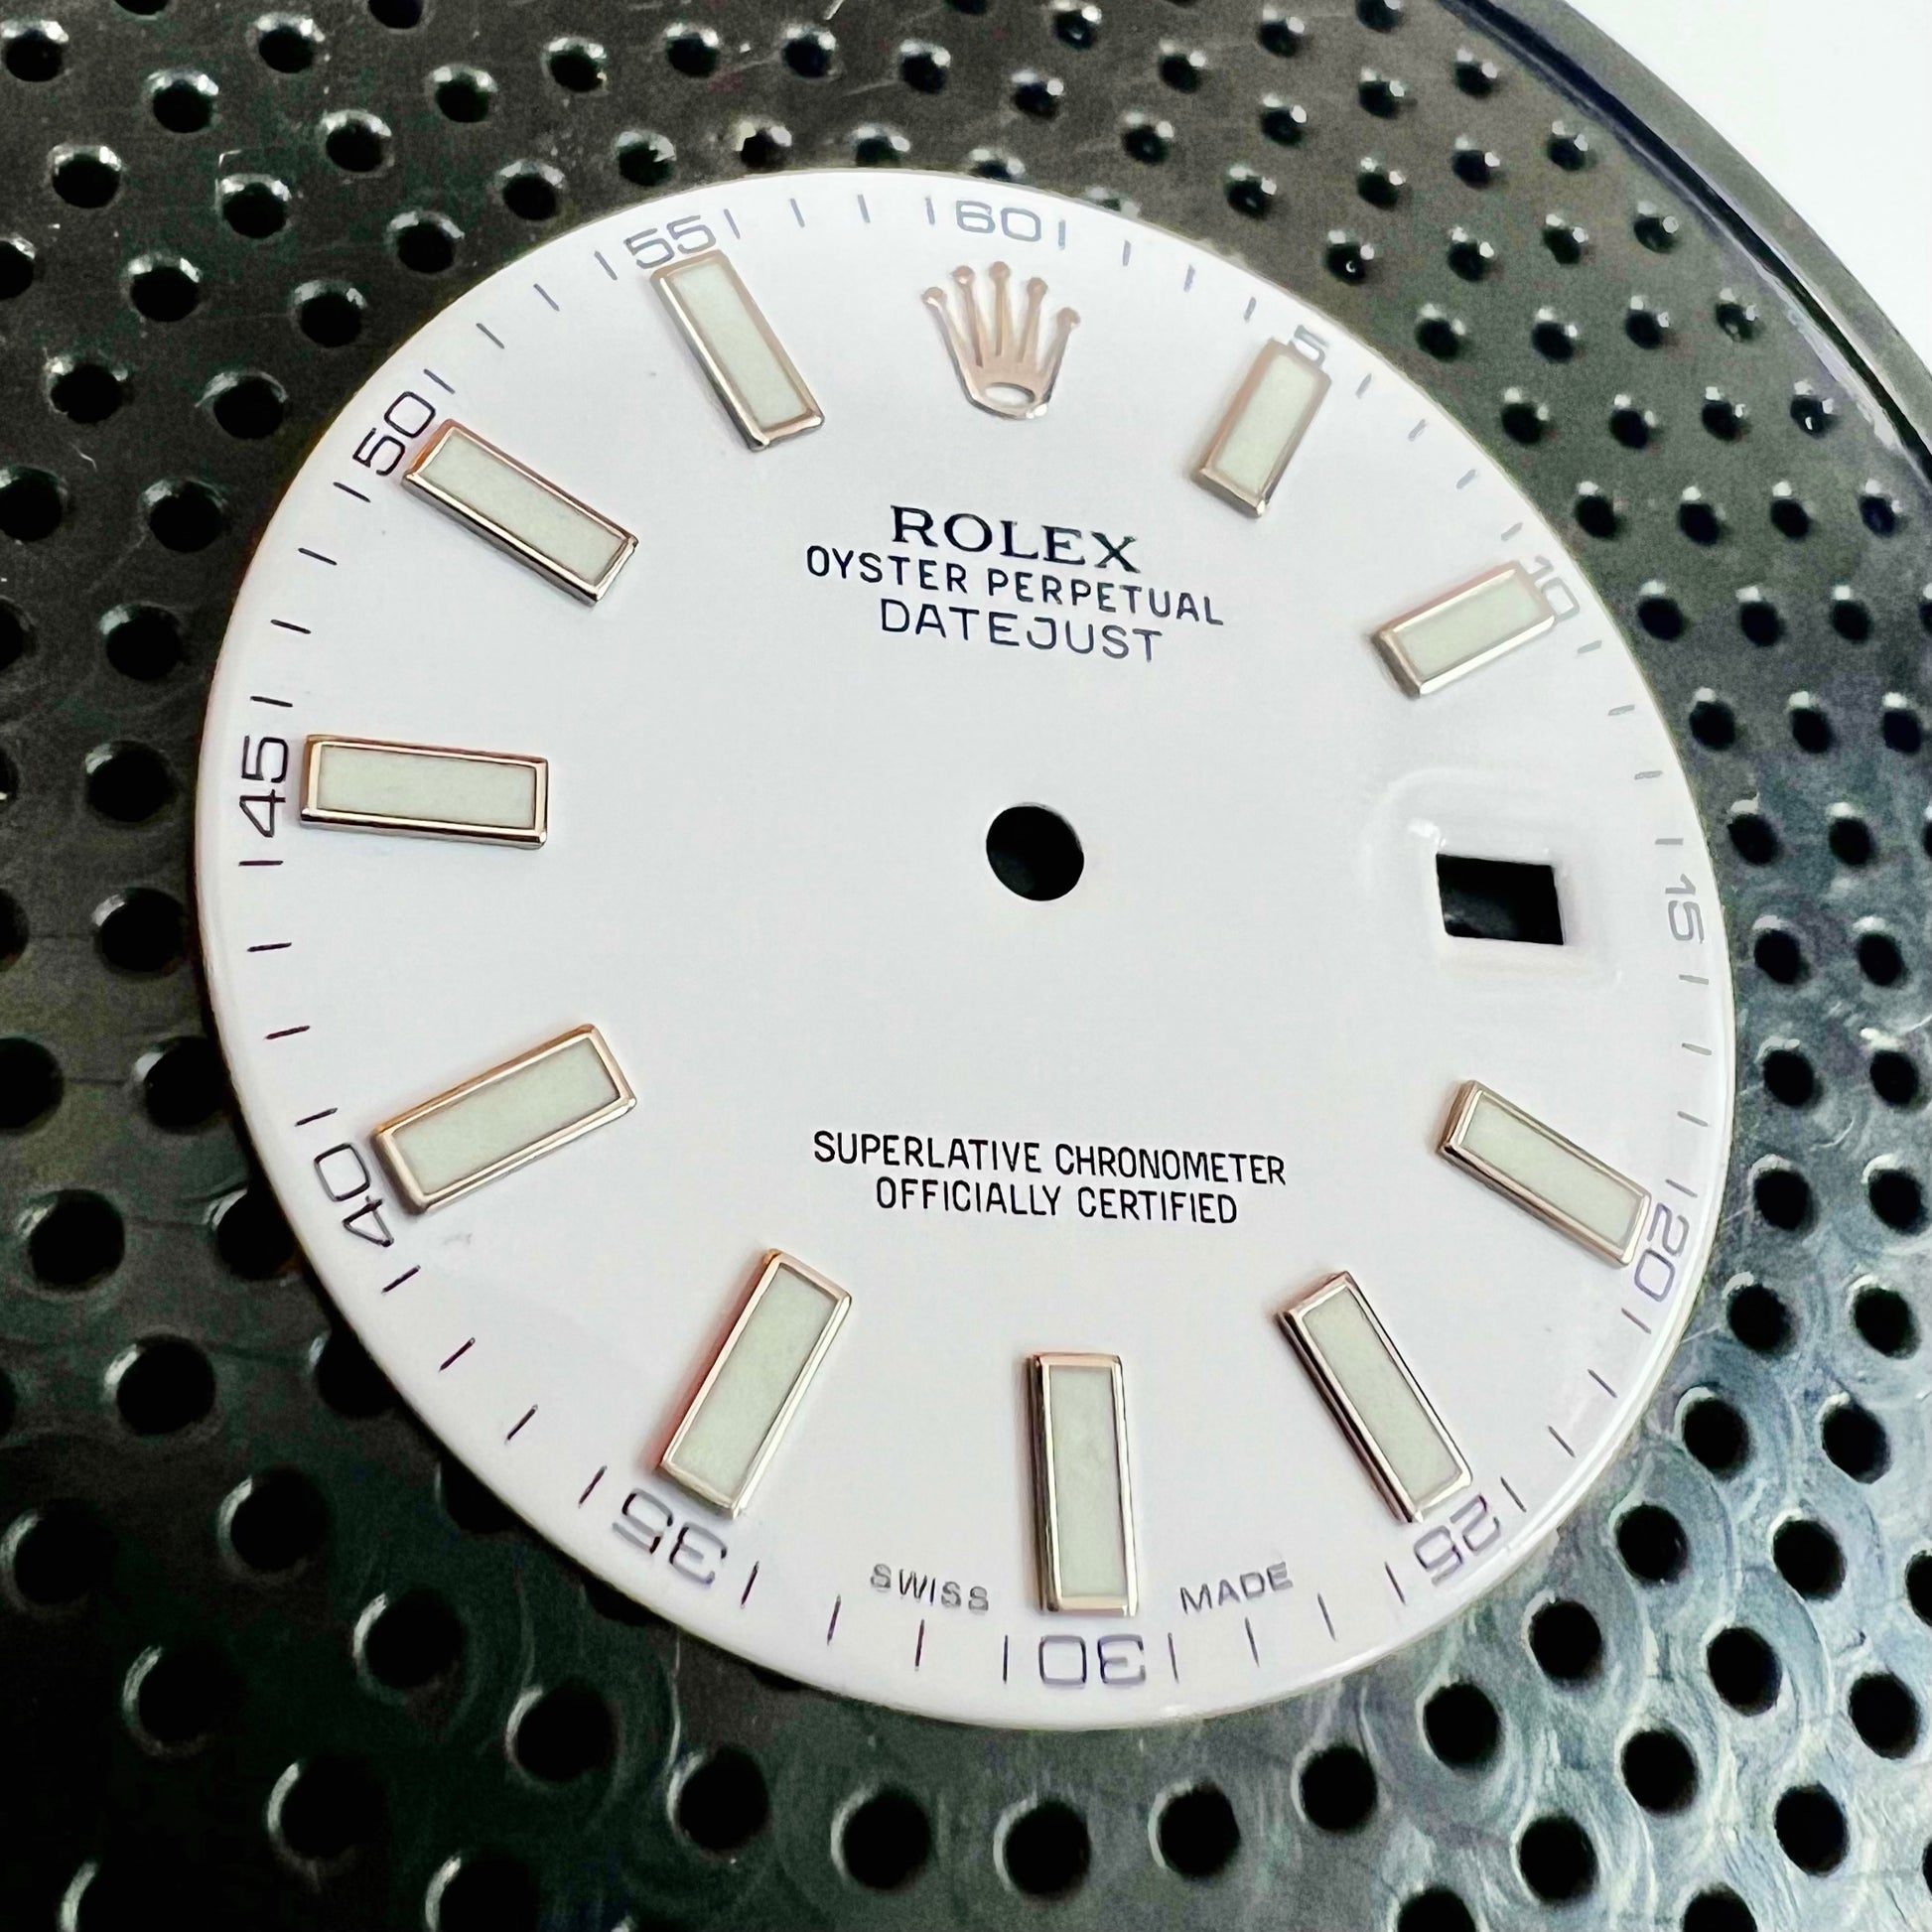 60
5
10
15
20
25
30
35
40
45
50
55
ROLEX
OYSTER PERPETUAL
DATEJUST
SUPERLATIVE CHRONOMETER
OFFICIALLY CERTIFIED
SWISS MADE